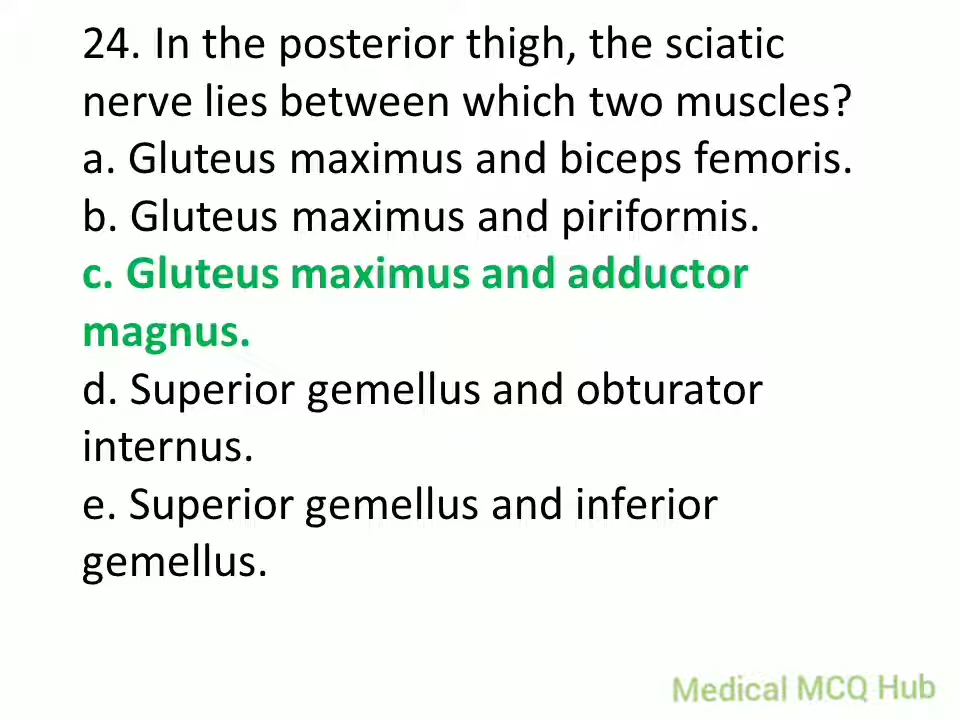 24. In the posterior thigh, the sciatic
nerve lies between which two muscles?
a. Gluteus maximus and biceps femoris.
b. Gluteus maximus and piriformis.
c. Gluteus maximus and adductor
magnus.
d. Superior gemellus and obturator
internus.
e. Superior gemellus and inferior
gemellus.
Medical MCQ Hub